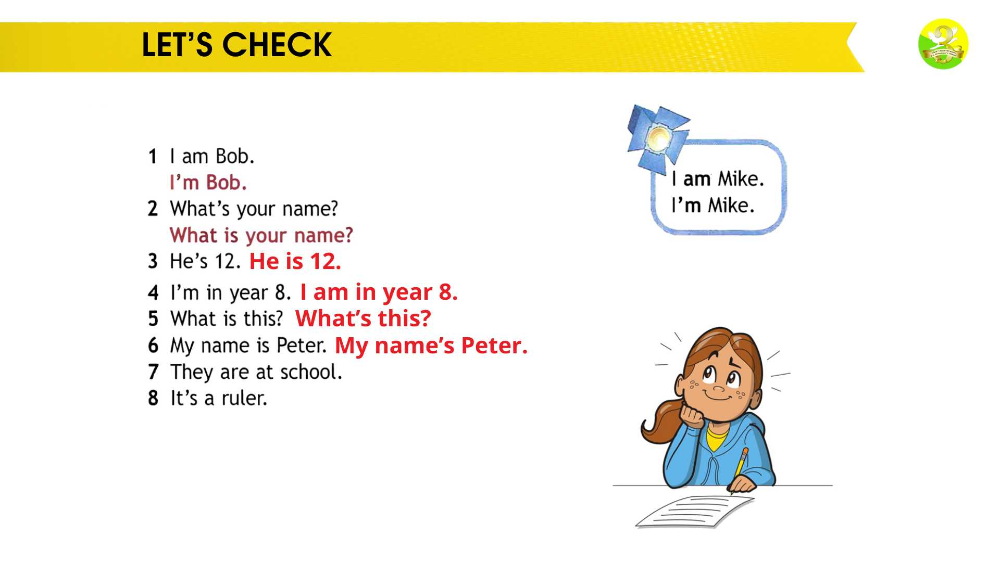 LET’S CHECK
1 I am Bob.
I’m Bob.
2 What’s your name?
What is your name?
3 He’s 12. He is 12.
4 I’m in year 8. I am in year 8.
5 What is this? What’s this?
6 My name is Peter. My name’s Peter.
7 They are at school.
8 It’s a ruler.
I am Mike.
I’m Mike.
3